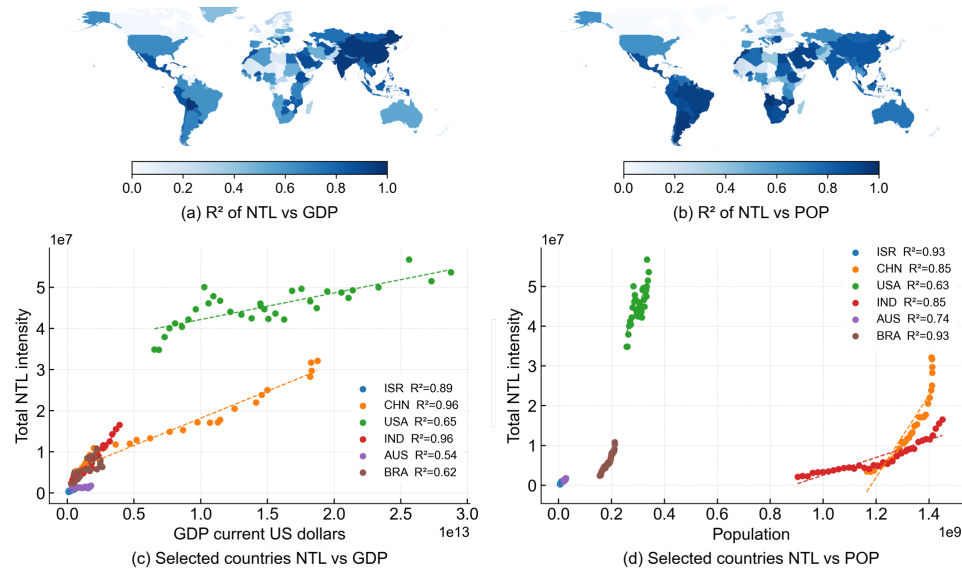 0.0 0.2 0.4 0.6 0.8 1.0
(a) R² of NTL vs GDP
0.0 0.2 0.4 0.6 0.8 1.0
(b) R² of NTL vs POP
1e7
Total NTL intensity
5
4
3
2
1
0
ISR R²=0.89
CHN R²=0.96
USA R²=0.65
IND R²=0.96
AUS R²=0.54
BRA R²=0.62
0.0 0.5 1.0 1.5 2.0 2.5 3.0
GDP current US dollars
1e13
(c) Selected countries NTL vs GDP
1e7
Total NTL intensity
5
4
3
2
1
0
ISR R²=0.93
CHN R²=0.85
USA R²=0.63
IND R²=0.85
AUS R²=0.74
BRA R²=0.93
0.0 0.2 0.4 0.6 0.8 1.0 1.2 1.4
Population
1e9
(d) Selected countries NTL vs POP